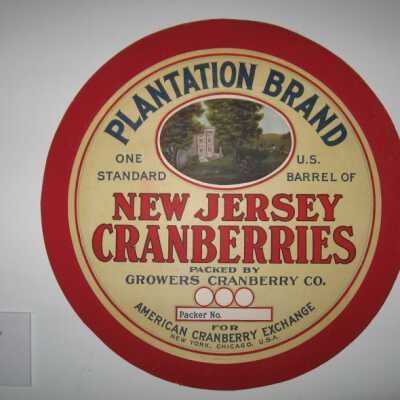 PLANTATION BRAND
ONE STANDARD
U.S. BARREL OF
NEW JERSEY
CRANBERRIES
PACKED BY
GROWERS CRANBERRY CO.
Packer No.
FOR
AMERICAN CRANBERRY EXCHANGE
NEW YORK, CHICAGO, U.S.A.